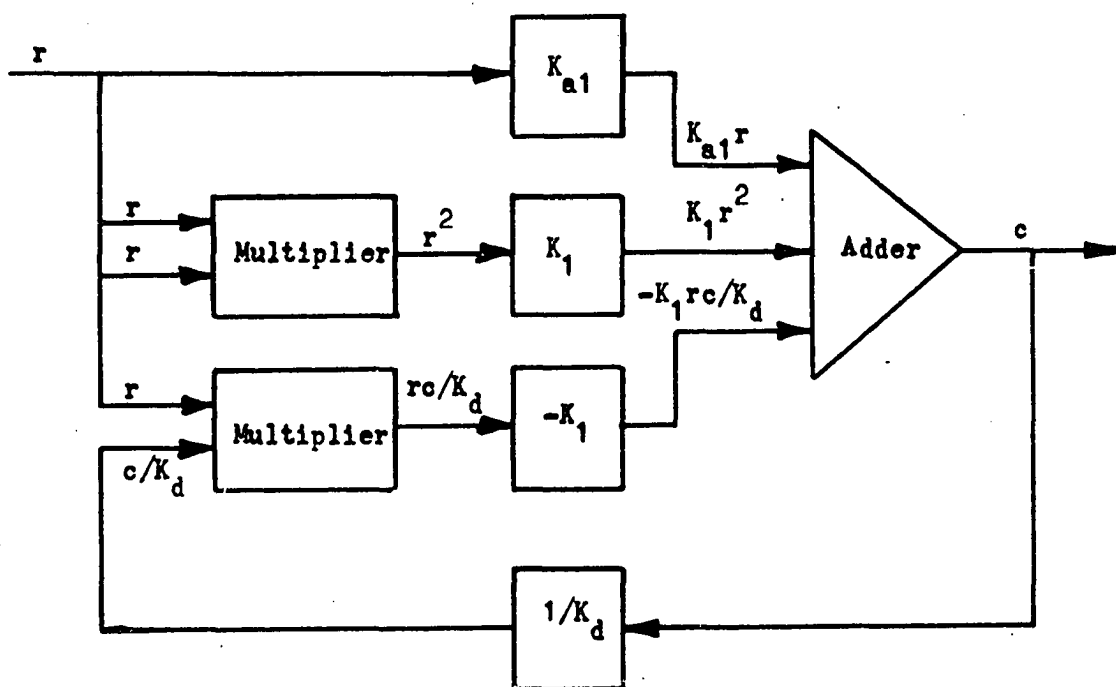 r
K_a1
K_a1 r
r
r
Multiplier
r^2
K_1
K_1 r^2
Adder
c
-K_1 rc/K_d
r
c/K_d
Multiplier
rc/K_d
-K_1
1/K_d